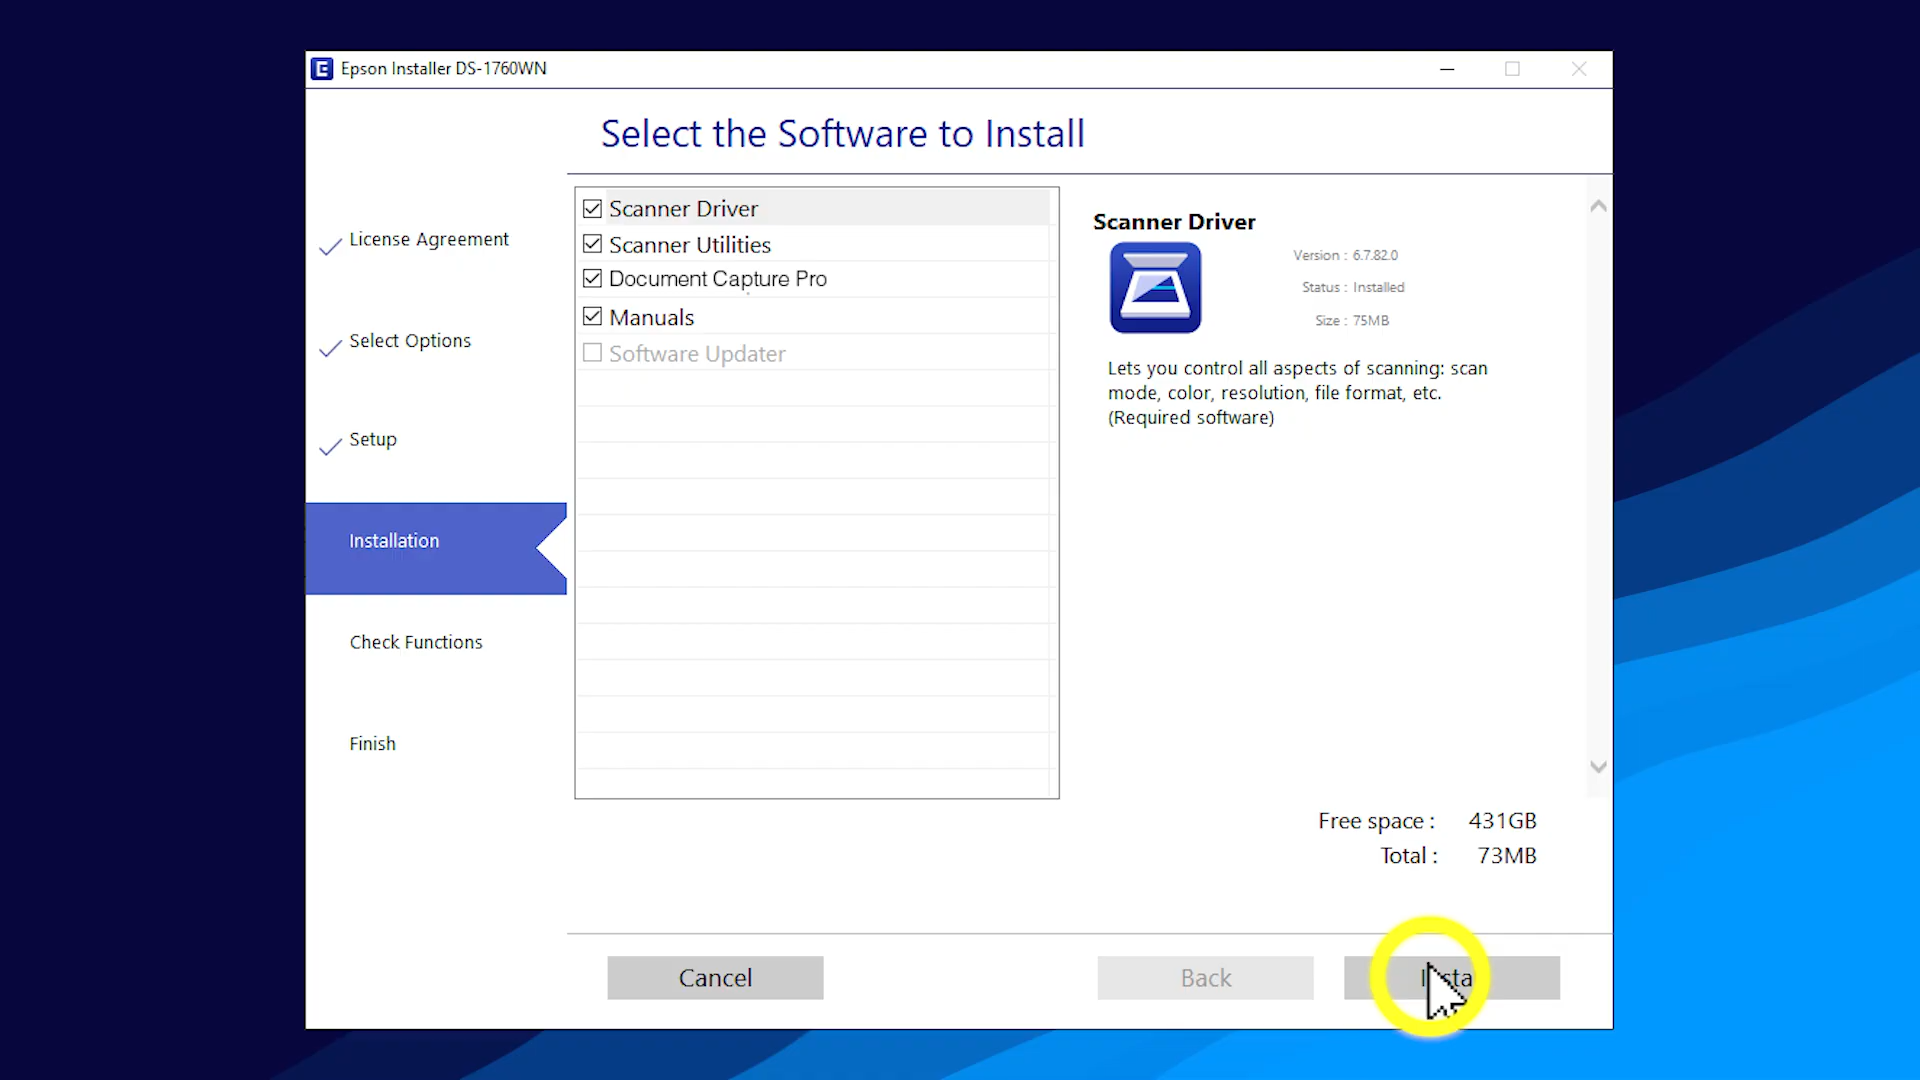 Epson Installer DS-1760WN
Select the Software to Install
License Agreement
Select Options
Setup
Installation
Check Functions
Finish
Scanner Driver
Scanner Utilities
Document Capture Pro
Manuals
Software Updater
Scanner Driver
Version : 6.7.82.0
Status : Installed
Size : 75MB
Lets you control all aspects of scanning: scan
mode, color, resolution, file format, etc.
(Required software)
Free space : 431GB
Total : 73MB
Cancel
Back